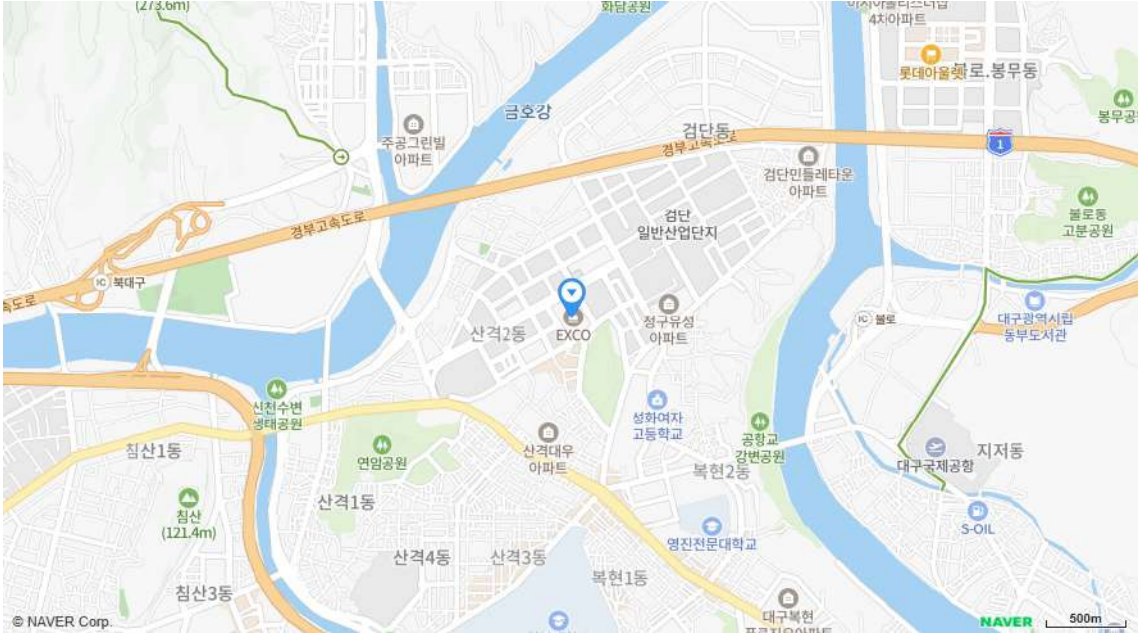 (273.6m)
화담공원
4차아파트
롯데아울렛
불로.봉무동
금호강
주공그린빌
아파트
검단동
경부고속도로
1
검단민들레타운
아파트
불로동
고분공원
경부고속도로
검단
일반산업단지
IC 북대구
산격2동
EXCO
정구유성
아파트
IC 불로
대구광역시립
동부도서관
신천수변
생태공원
성화여자
고등학교
공항교
강변공원
침산1동
연암공원
산격대우
아파트
복현2동
대구국제공항
지저동
산격1동
침산
(121.4m)
영진전문대학교
S-OIL
산격4동
산격3동
복현1동
침산3동
대구복현
© NAVER Corp.
NAVER
500m